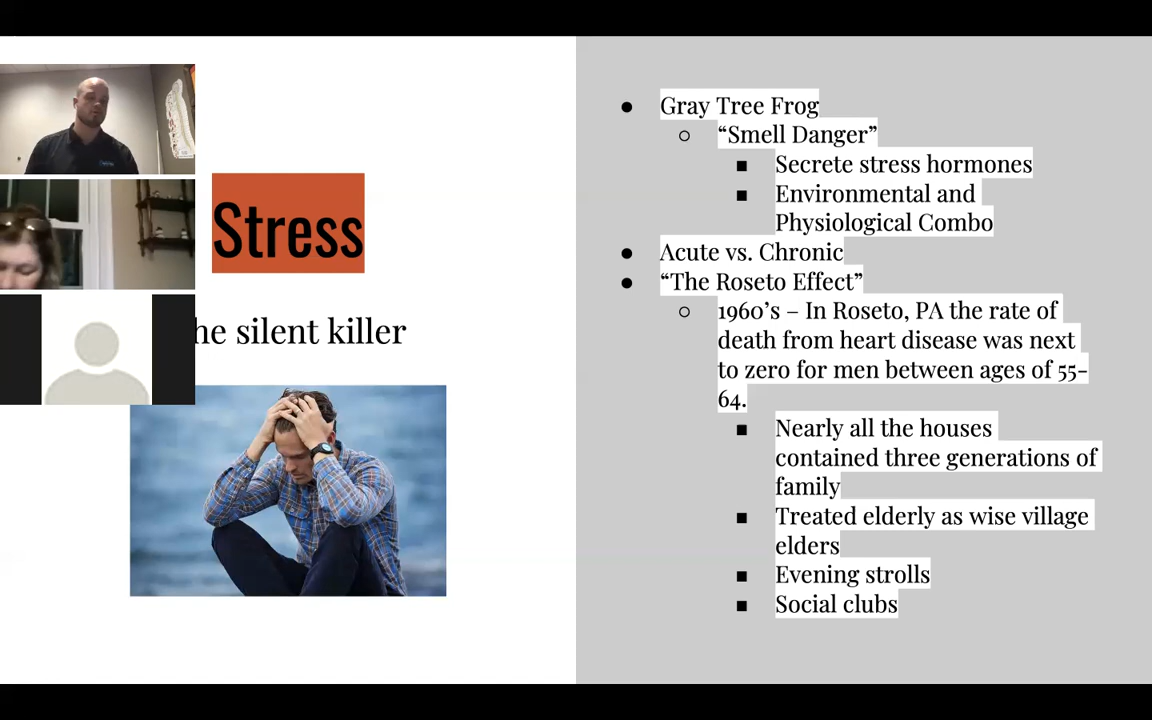 Stress
he silent killer
Gray Tree Frog
“Smell Danger”
Secrete stress hormones
Environmental and
Physiological Combo
Acute vs. Chronic
“The Roseto Effect”
1960’s – In Roseto, PA the rate of
death from heart disease was next
to zero for men between ages of 55-
64.
Nearly all the houses
contained three generations of
family
Treated elderly as wise village
elders
Evening strolls
Social clubs